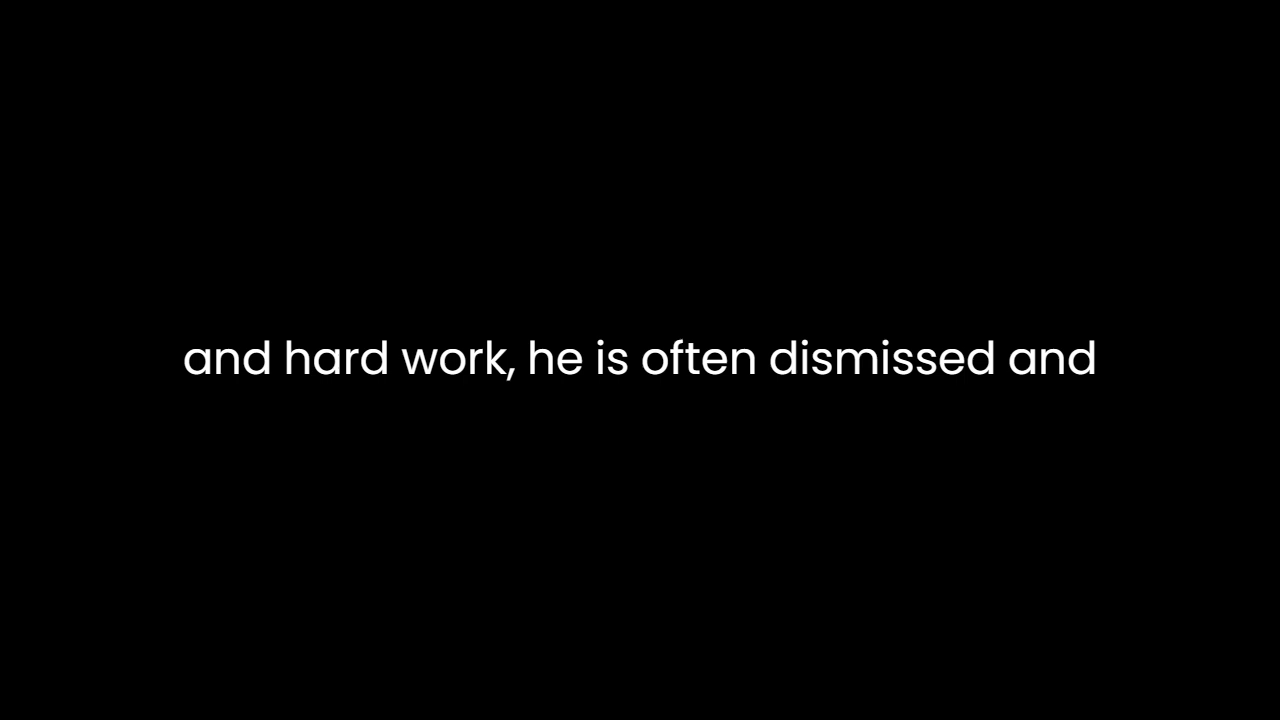 and hard work, he is often dismissed and